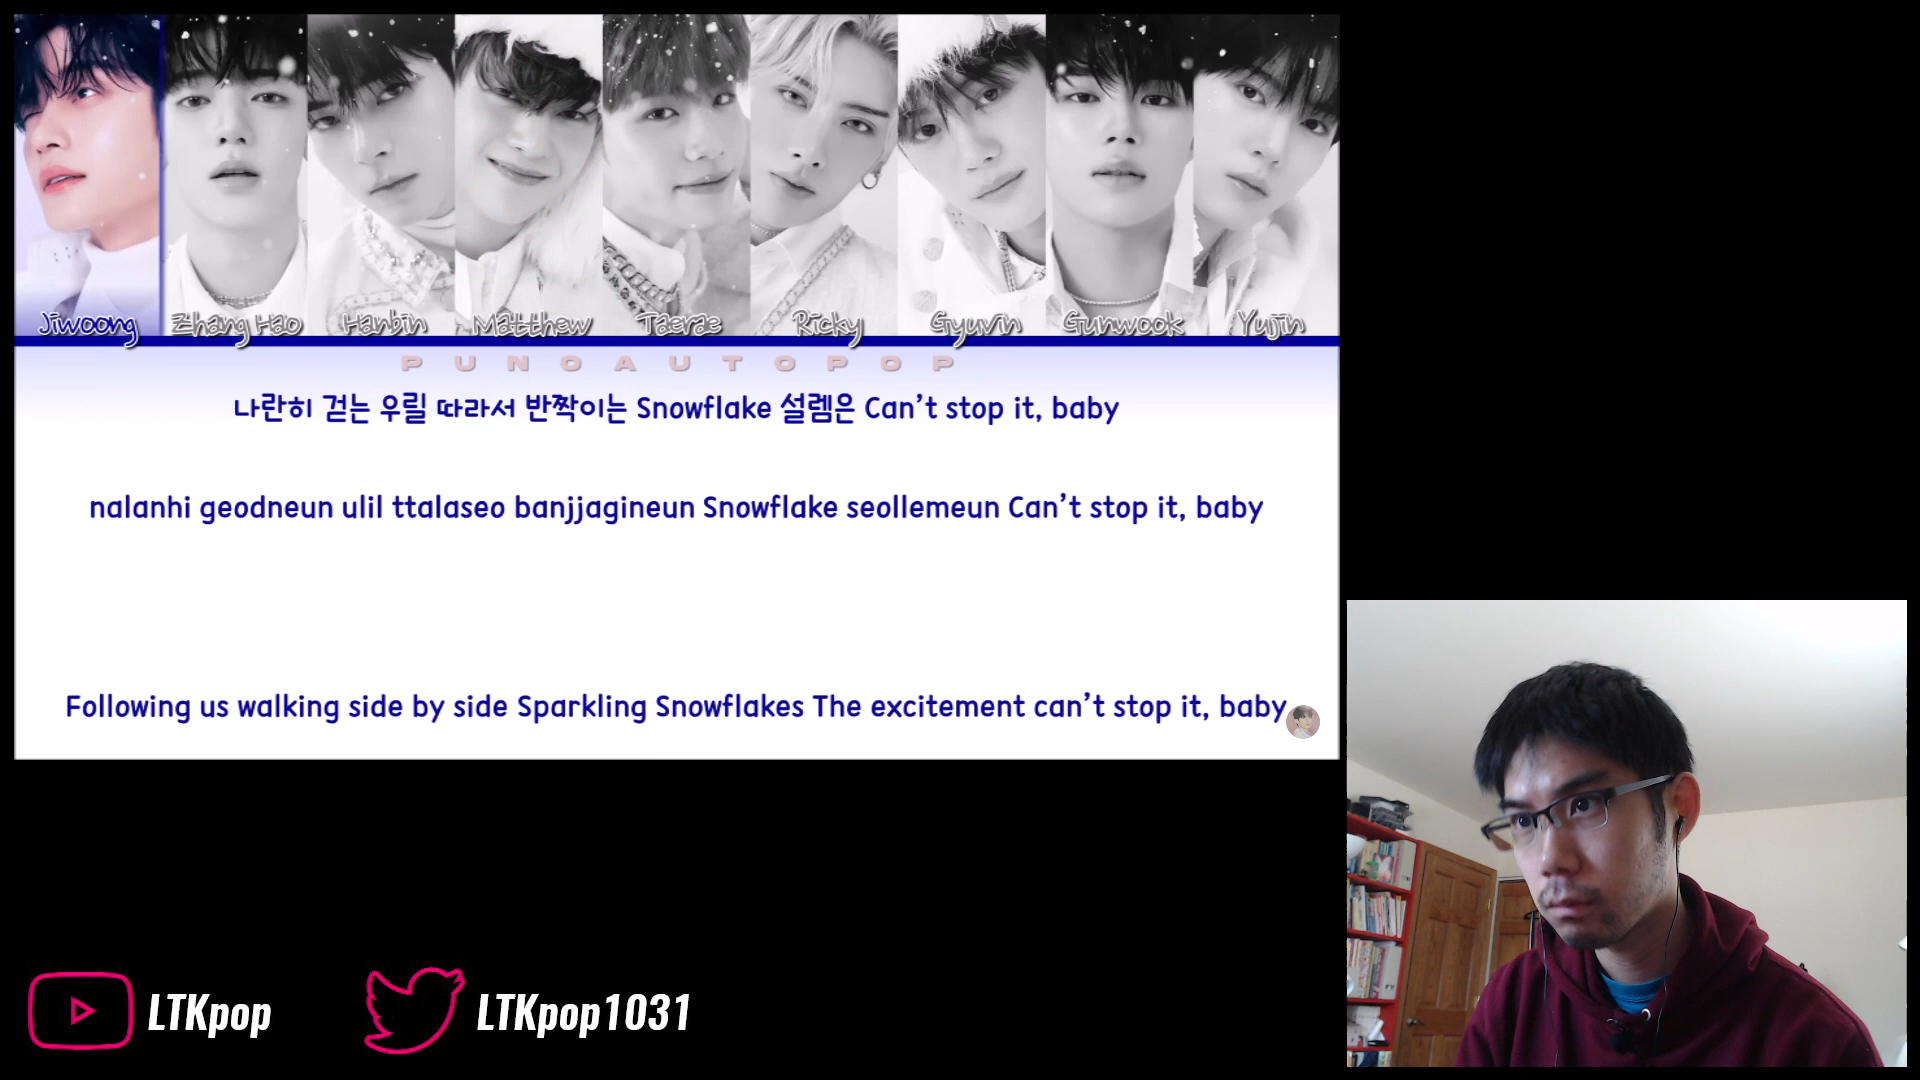 Jiwoong Zhang Hao Hanbin Matthew Taerae Ricky Gyuvin Gunwook Yujin
PUNOAUTOPOP
나란히 걷는 우릴 따라서 반짝이는 Snowflake 설렘은 Can't stop it, baby
nalanhi geodneun ulil ttalaseo banjjagineun Snowflake seollemeun Can't stop it, baby
Following us walking side by side Sparkling Snowflakes The excitement can't stop it, baby
LTKpop LTKpop1031